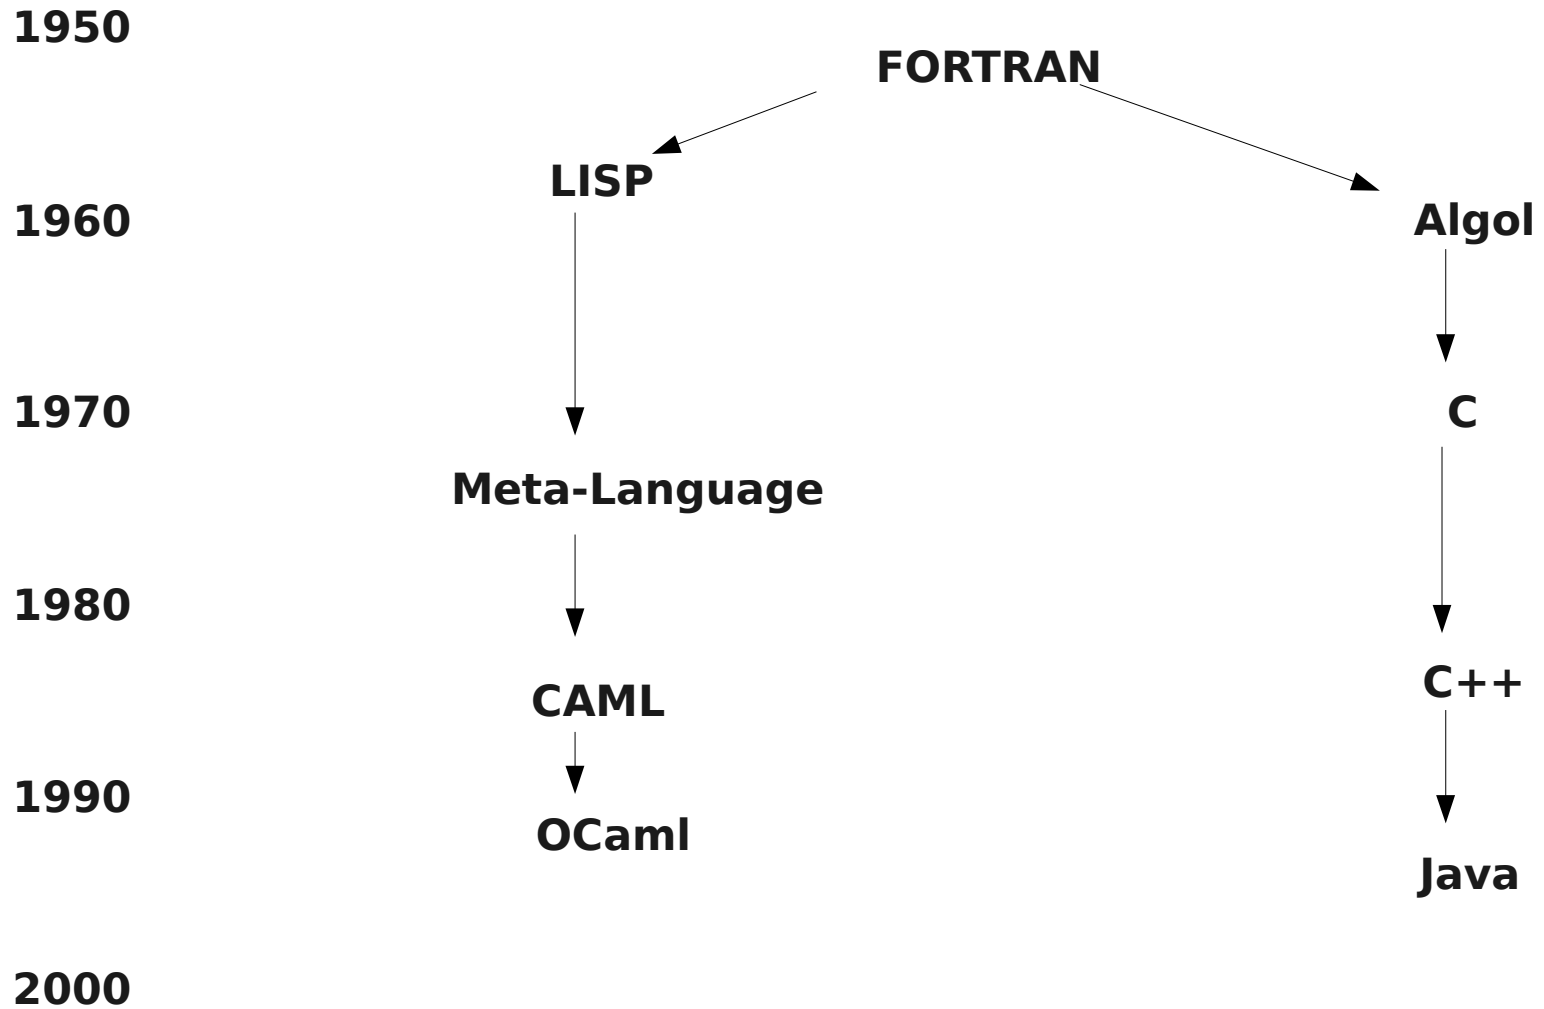 1950
FORTRAN
LISP
1960
Algol
1970
C
Meta-Language
1980
C++
CAML
1990
OCaml
Java
2000